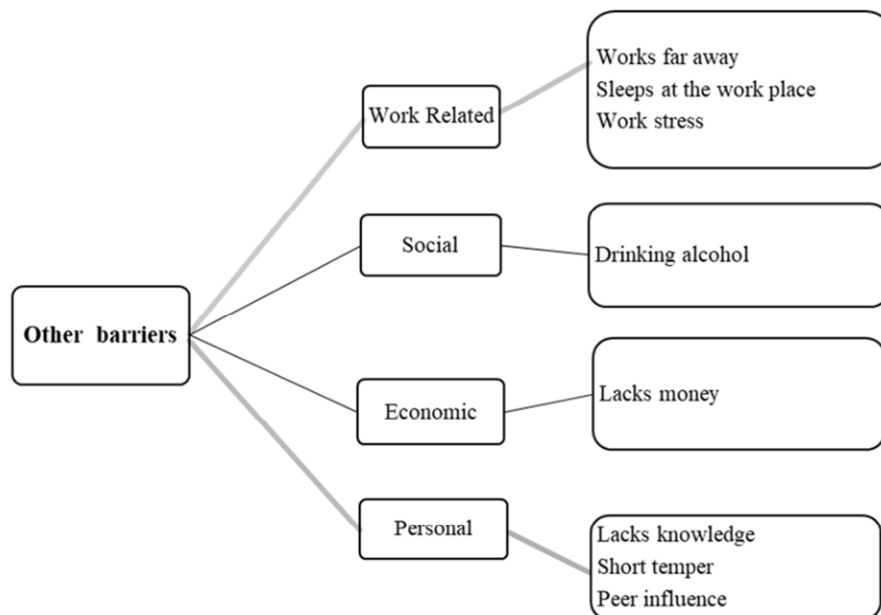 Other barriers
Work Related
Works far away
Sleeps at the work place
Work stress
Social
Drinking alcohol
Economic
Lacks money
Personal
Lacks knowledge
Short temper
Peer influence